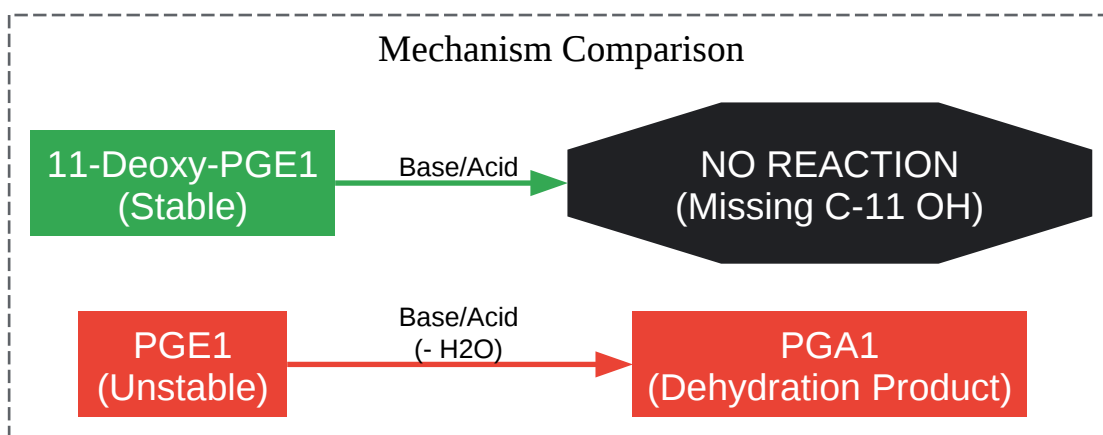 Mechanism Comparison
11-Deoxy-PGE1
(Stable)
Base/Acid
NO REACTION
(Missing C-11 OH)
PGE1
(Unstable)
Base/Acid
(- H2O)
PGA1
(Dehydration Product)